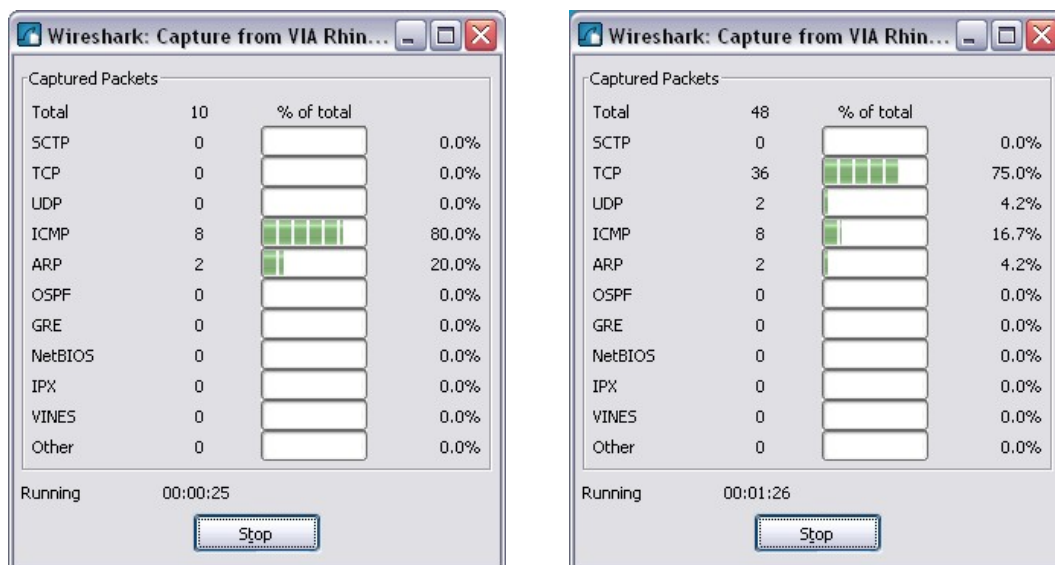 Wireshark: Capture from VIA Rhin...
Captured Packets
Total 10 % of total
SCTP 0 0.0%
TCP 0 0.0%
UDP 0 0.0%
ICMP 8 80.0%
ARP 2 20.0%
OSPF 0 0.0%
GRE 0 0.0%
NetBIOS 0 0.0%
IPX 0 0.0%
VINES 0 0.0%
Other 0 0.0%
Running 00:00:25
Stop
Wireshark: Capture from VIA Rhin...
Captured Packets
Total 48 % of total
SCTP 0 0.0%
TCP 36 75.0%
UDP 2 4.2%
ICMP 8 16.7%
ARP 2 4.2%
OSPF 0 0.0%
GRE 0 0.0%
NetBIOS 0 0.0%
IPX 0 0.0%
VINES 0 0.0%
Other 0 0.0%
Running 00:01:26
Stop